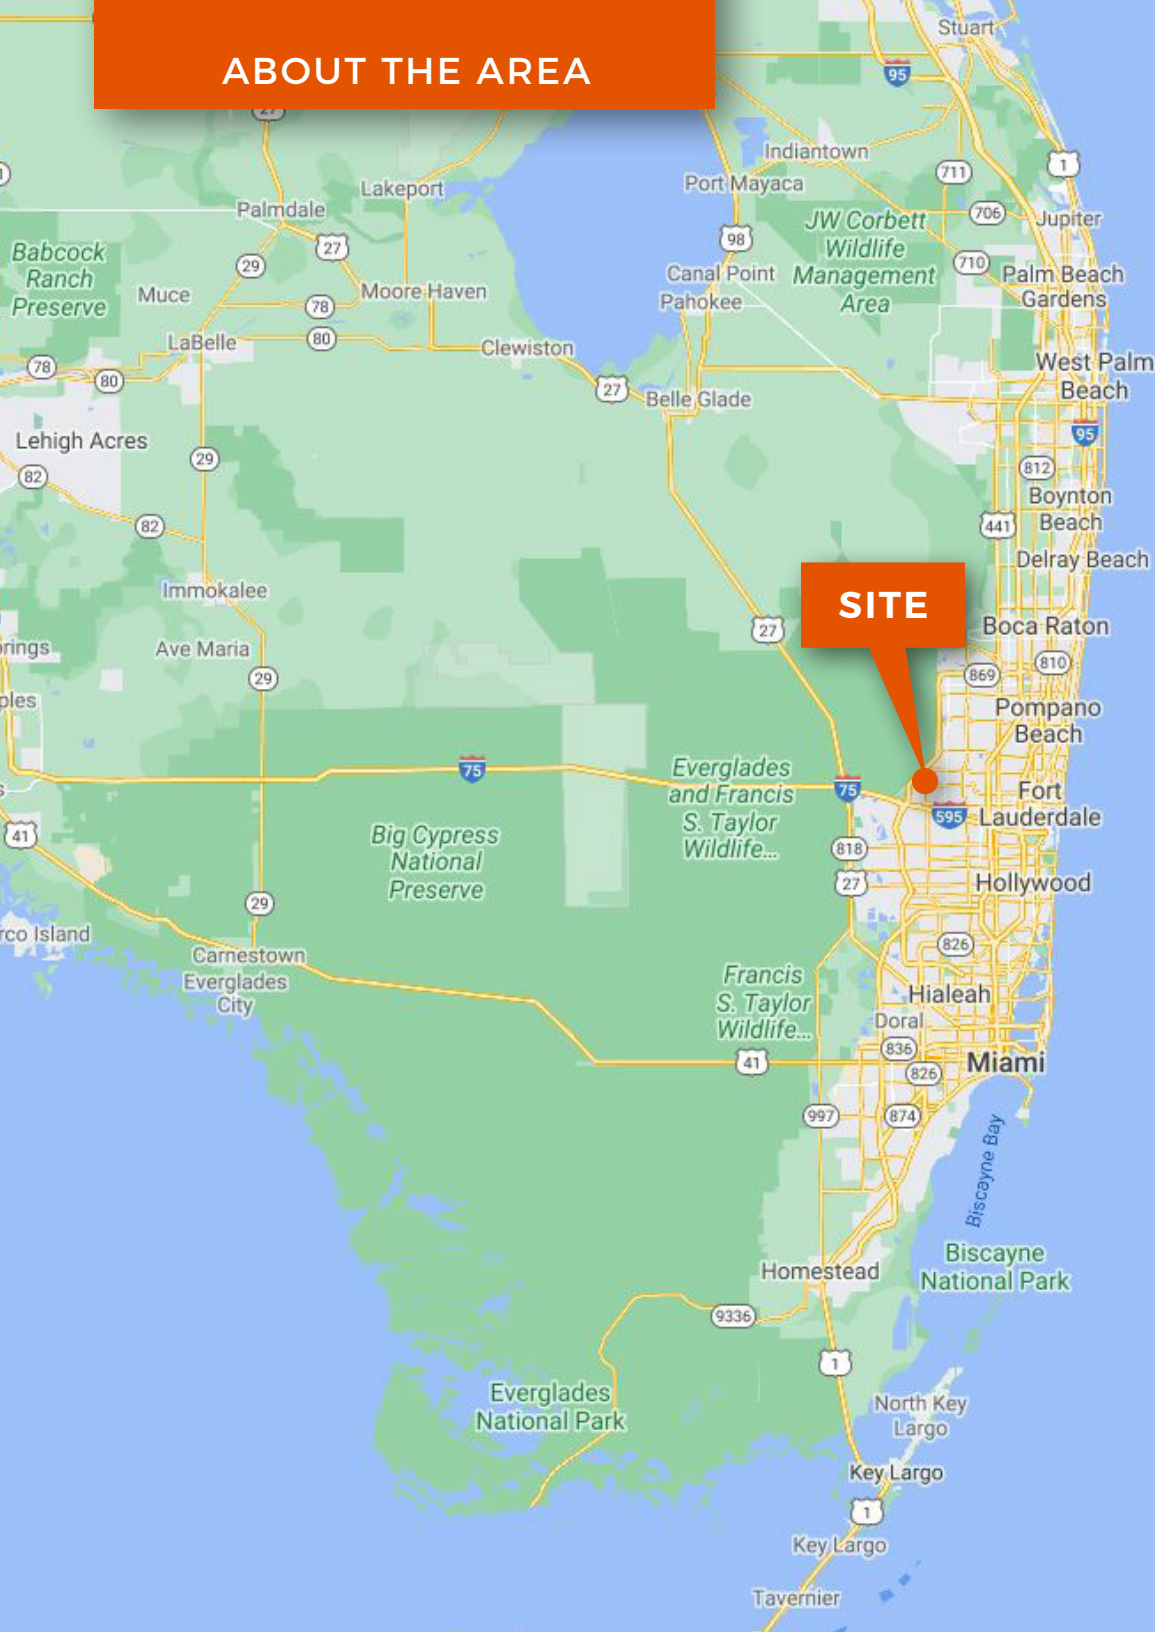 ABOUT THE AREA
Stuart
95
27
Indiantown
1
711
Lakeport
Port Mayaca
Palmdale
706
Jupiter
JW Corbett
Wildlife
Management
Area
98
27
Babcock
Ranch
Preserve
29
710
Canal Point
Palm Beach
Gardens
Muce
Moore Haven
Pahokee
78
LaBelle
80
Clewiston
78
80
West Palm
Beach
27
Belle Glade
95
Lehigh Acres
29
82
812
Boynton
Beach
82
441
Delray Beach
Immokalee
SITE
27
Boca Raton
rings
Ave Maria
810
29
869
ples
Pompano
Beach
75
Everglades
and Francis
S. Taylor
Wildlife...
75
Fort
Lauderdale
595
41
Big Cypress
National
Preserve
818
27
Hollywood
29
rco Island
826
Carnestown
Everglades
City
Francis
S. Taylor
Wildlife...
Hialeah
Doral
836
41
Miami
826
997
874
Biscayne Bay
Biscayne
National Park
Homestead
9336
1
Everglades
National Park
North Key
Largo
Key Largo
1
Key Largo
Tavernier